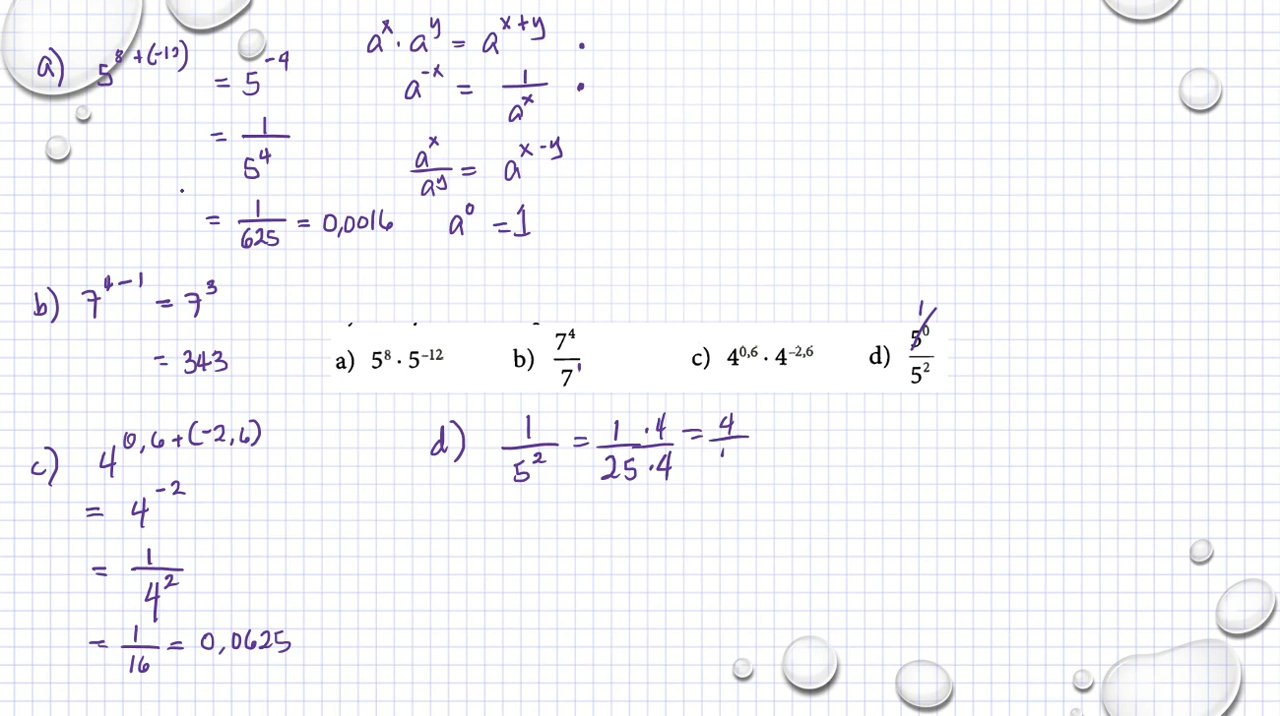 a) 5^{8+(-12)} = 5^{-4}
= 1/5^4
= 1/625 = 0,0016
a^x · a^y = a^{x+y} ·
a^{-x} = 1/a^x ·
a^x/a^y = a^{x-y}
a^0 = 1
b) 7^{4-1} = 7^3
= 343
a) 5^8 · 5^{-12} b) 7^4/7^1 c) 4^{0,6} · 4^{-2,6} d) 5^0/5^2
1
c) 4^{0,6+(-2,6)}
= 4^{-2}
= 1/4^2
= 1/16 = 0,0625
d) 1/5^2 = 1·4/25·4 = 4/